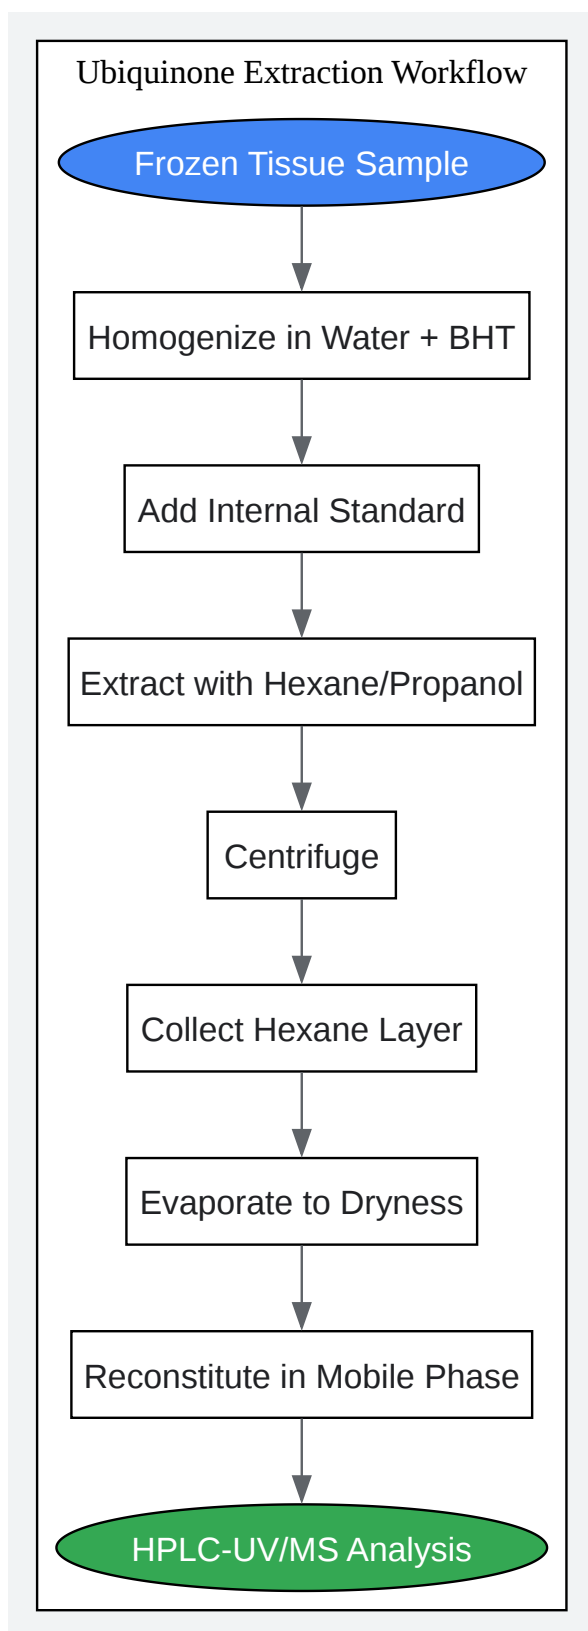 Ubiquinone Extraction Workflow
Frozen Tissue Sample
Homogenize in Water + BHT
Add Internal Standard
Extract with Hexane/Propanol
Centrifuge
Collect Hexane Layer
Evaporate to Dryness
Reconstitute in Mobile Phase
HPLC-UV/MS Analysis